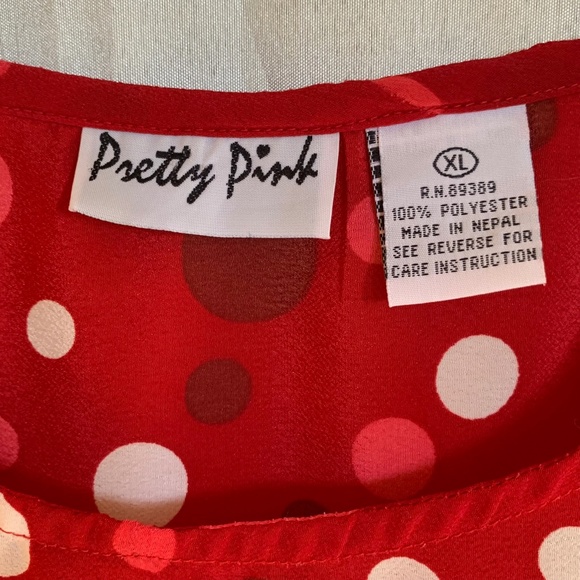 Pretty Pink
XL
R.N.89389
100% POLYESTER
MADE IN NEPAL
SEE REVERSE FOR
CARE INSTRUCTION